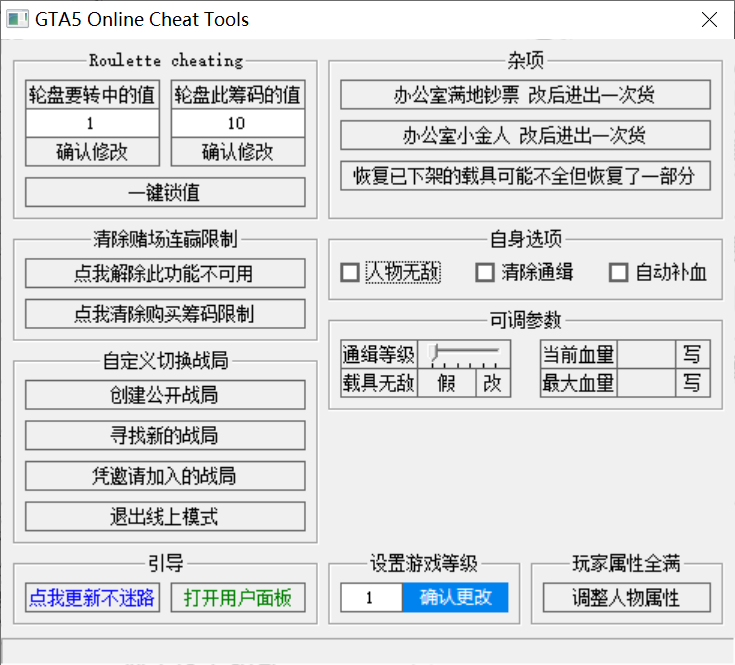 GTA5 Online Cheat Tools
Roulette cheating
轮盘要转中的值 轮盘此筹码的值
1 10
确认修改 确认修改
一键锁值
清除赌场连赢限制
点我解除此功能不可用
点我清除购买筹码限制
自定义切换战局
创建公开战局
寻找新的战局
凭邀请加入的战局
退出线上模式
引导
点我更新不迷路 打开用户面板
杂项
办公室满地钞票 改后进出一次货
办公室小金人 改后进出一次货
恢复已下架的载具可能不全但恢复了一部分
自身选项
人物无敌 清除通缉 自动补血
可调参数
通缉等级 当前血量 写
载具无敌 假 改 最大血量 写
设置游戏等级
1 确认更改
玩家属性全满
调整人物属性